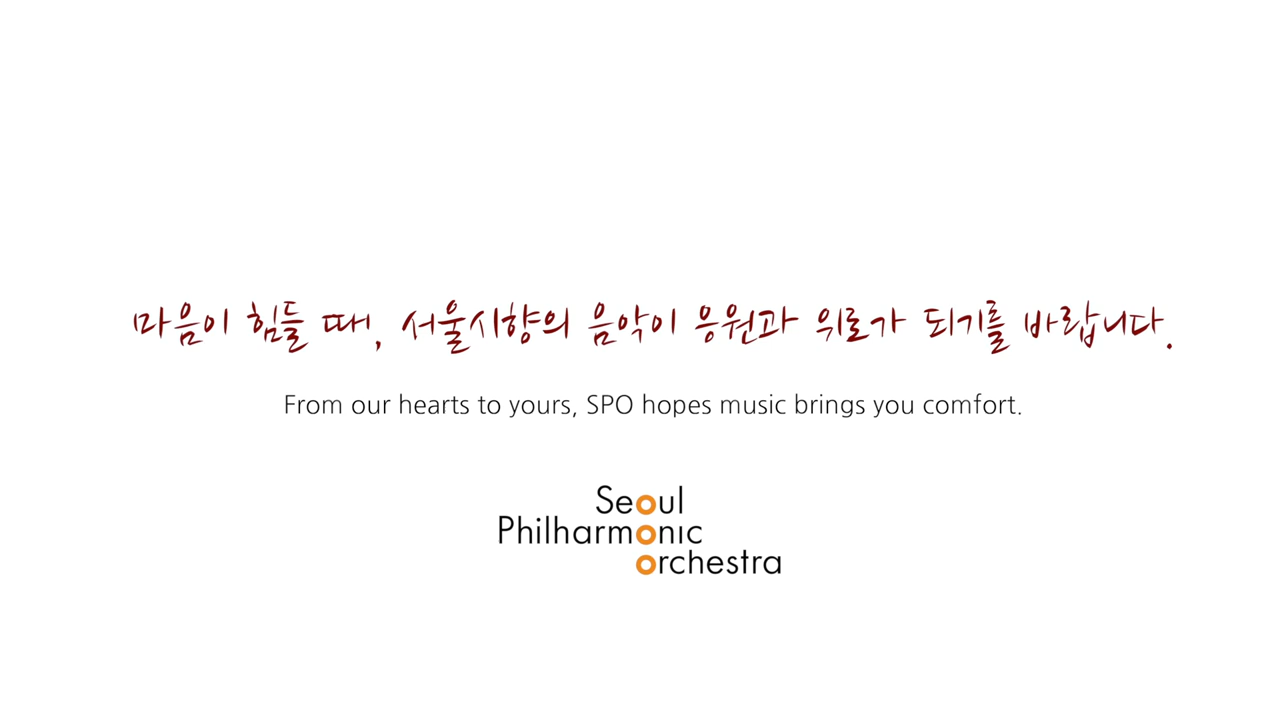 마음이 힘들 때, 서울시향의 음악이 응원과 위로가 되기를 바랍니다.
From our hearts to yours, SPO hopes music brings you comfort.
Seoul
Philharmonic
orchestra